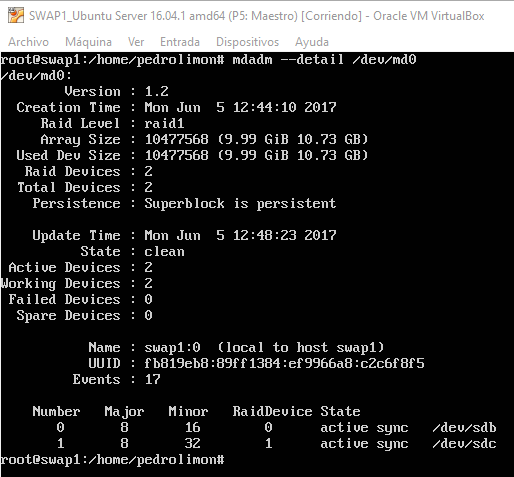 SWAP1_Ubuntu Server 16.04.1 amd64 (P5: Maestro) [Corriendo] - Oracle VM VirtualBox
Archivo Máquina Ver Entrada Dispositivos Ayuda
root@swap1:/home/pedrolimon# mdadm --detail /dev/md0
/dev/md0:
Version : 1.2
Creation Time : Mon Jun  5 12:44:10 2017
Raid Level : raid1
Array Size : 10477568 (9.99 GiB 10.73 GB)
Used Dev Size : 10477568 (9.99 GiB 10.73 GB)
Raid Devices : 2
Total Devices : 2
Persistence : Superblock is persistent
Update Time : Mon Jun  5 12:48:23 2017
State : clean
Active Devices : 2
Working Devices : 2
Failed Devices : 0
Spare Devices : 0
Name : swap1:0  (local to host swap1)
UUID : fb819eb8:89ff1384:ef9966a8:c2c6f8f5
Events : 17
Number   Major   Minor   RaidDevice State
0       8       16        0      active sync   /dev/sdb
1       8       32        1      active sync   /dev/sdc
root@swap1:/home/pedrolimon#